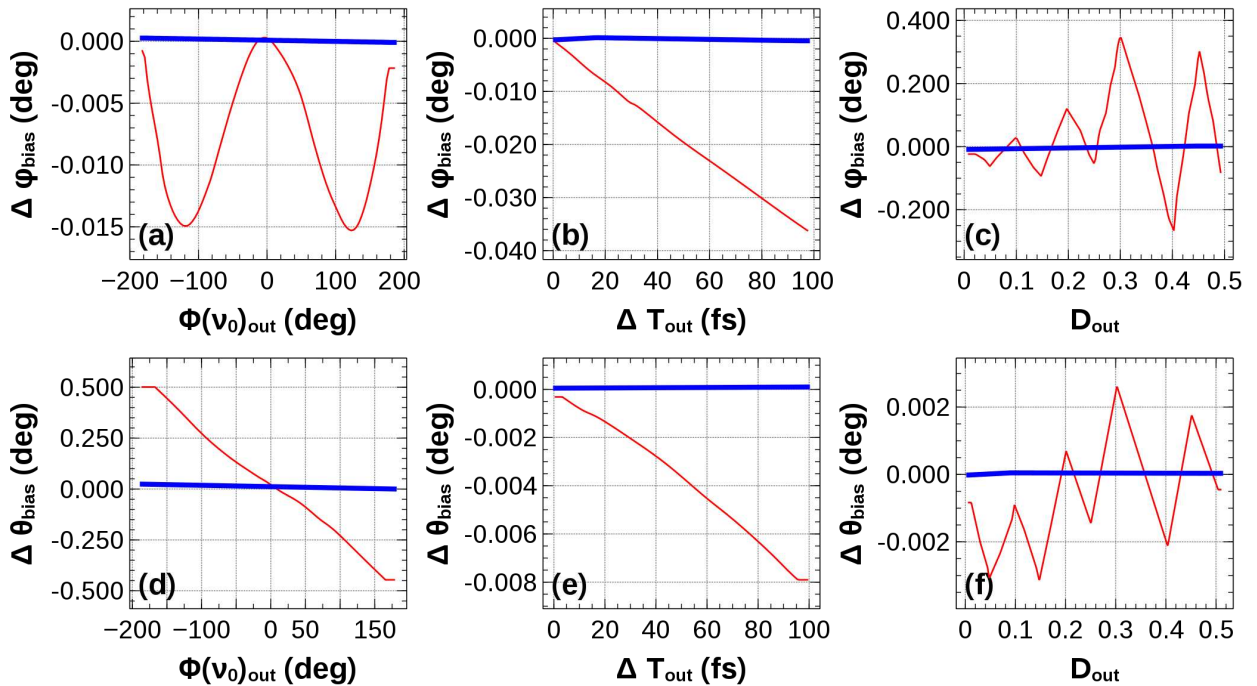 0.000
-0.005
-0.010
-0.015
Δ φbias (deg)
(a)
−200 −100 0 100 200
Φ(ν0)out (deg)
0.000
-0.010
-0.020
-0.030
-0.040
Δ φbias (deg)
(b)
0 20 40 60 80 100
Δ Tout (fs)
0.400
0.200
0.000
-0.200
Δ φbias (deg)
(c)
0 0.1 0.2 0.3 0.4 0.5
Dout
0.500
0.250
0.000
-0.250
-0.500
Δ θbias (deg)
(d)
−200 −100 0 50 150
Φ(ν0)out (deg)
0.000
-0.002
-0.004
-0.006
-0.008
Δ θbias (deg)
(e)
0 20 40 60 80 100
Δ Tout (fs)
0.002
0.000
-0.002
Δ θbias (deg)
(f)
0 0.1 0.2 0.3 0.4 0.5
Dout